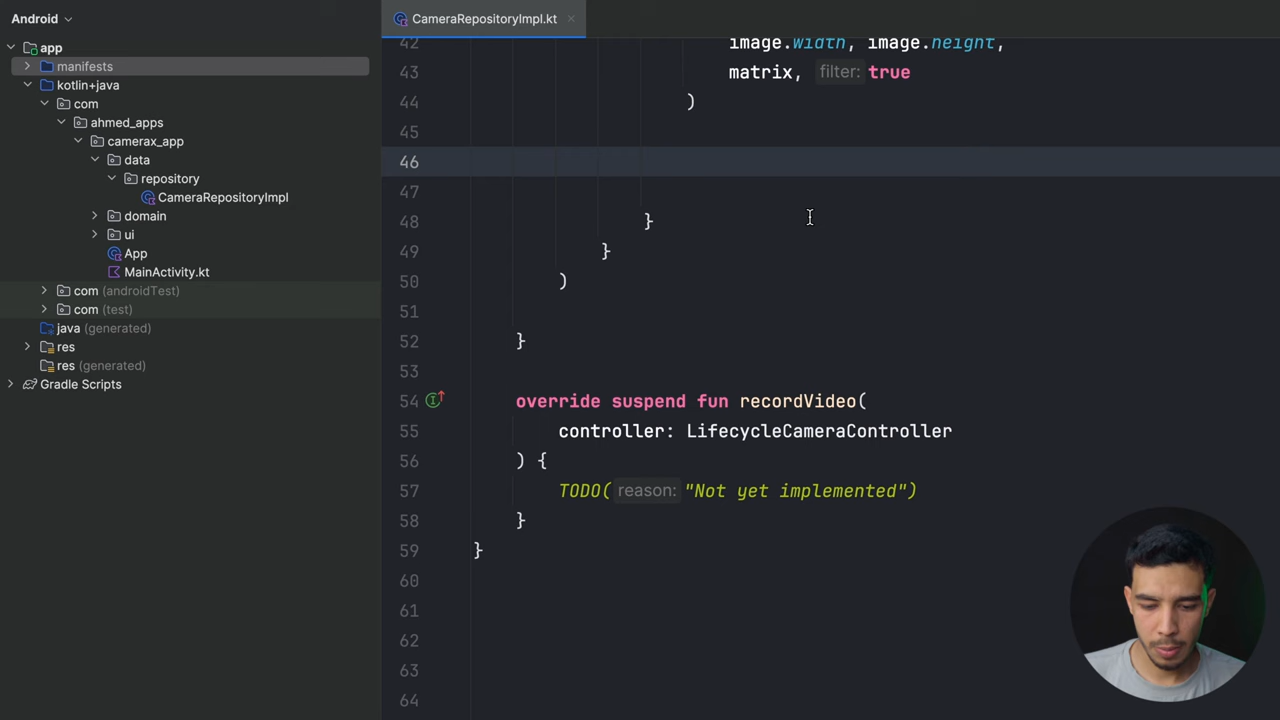 Android
CameraRepositoryImpl.kt
app
manifests
kotlin+java
com
ahmed_apps
camerax_app
data
repository
CameraRepositoryImpl
domain
ui
App
MainActivity.kt
com (androidTest)
com (test)
java (generated)
res
res (generated)
Gradle Scripts
42 image.width, image.height,
43 matrix, filter: true
44 )
45
46
47
48 }
49 }
50 )
51
52 }
53
54 override suspend fun recordVideo(
55 controller: LifecycleCameraController
56 ) {
57 TODO( reason: "Not yet implemented")
58 }
59 }
60
61
62
63
64